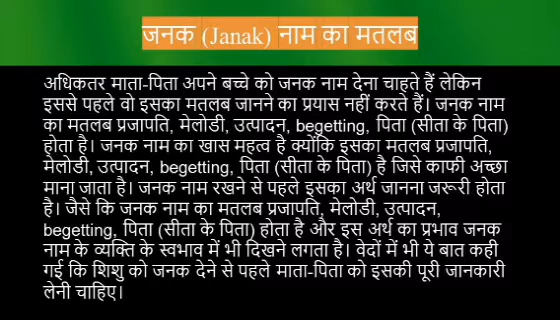 जनक (Janak) नाम का मतलब
अधिकतर माता-पिता अपने बच्चे को जनक नाम देना चाहते हैं लेकिन
इससे पहले वो इसका मतलब जानने का प्रयास नहीं करते हैं। जनक नाम
का मतलब प्रजापति, मेलोडी, उत्पादन, begetting, पिता (सीता के पिता)
होता है। जनक नाम का खास महत्व है क्योंकि इसका मतलब प्रजापति,
मेलोडी, उत्पादन, begetting, पिता (सीता के पिता) है जिसे काफी अच्छा
माना जाता है। जनक नाम रखने से पहले इसका अर्थ जानना जरूरी होता
है। जैसे कि जनक नाम का मतलब प्रजापति, मेलोडी, उत्पादन,
begetting, पिता (सीता के पिता) होता है और इस अर्थ का प्रभाव जनक
नाम के व्यक्ति के स्वभाव में भी दिखने लगता है। वेदों में भी ये बात कही
गई कि शिशु को जनक देने से पहले माता-पिता को इसकी पूरी जानकारी
लेनी चाहिए।